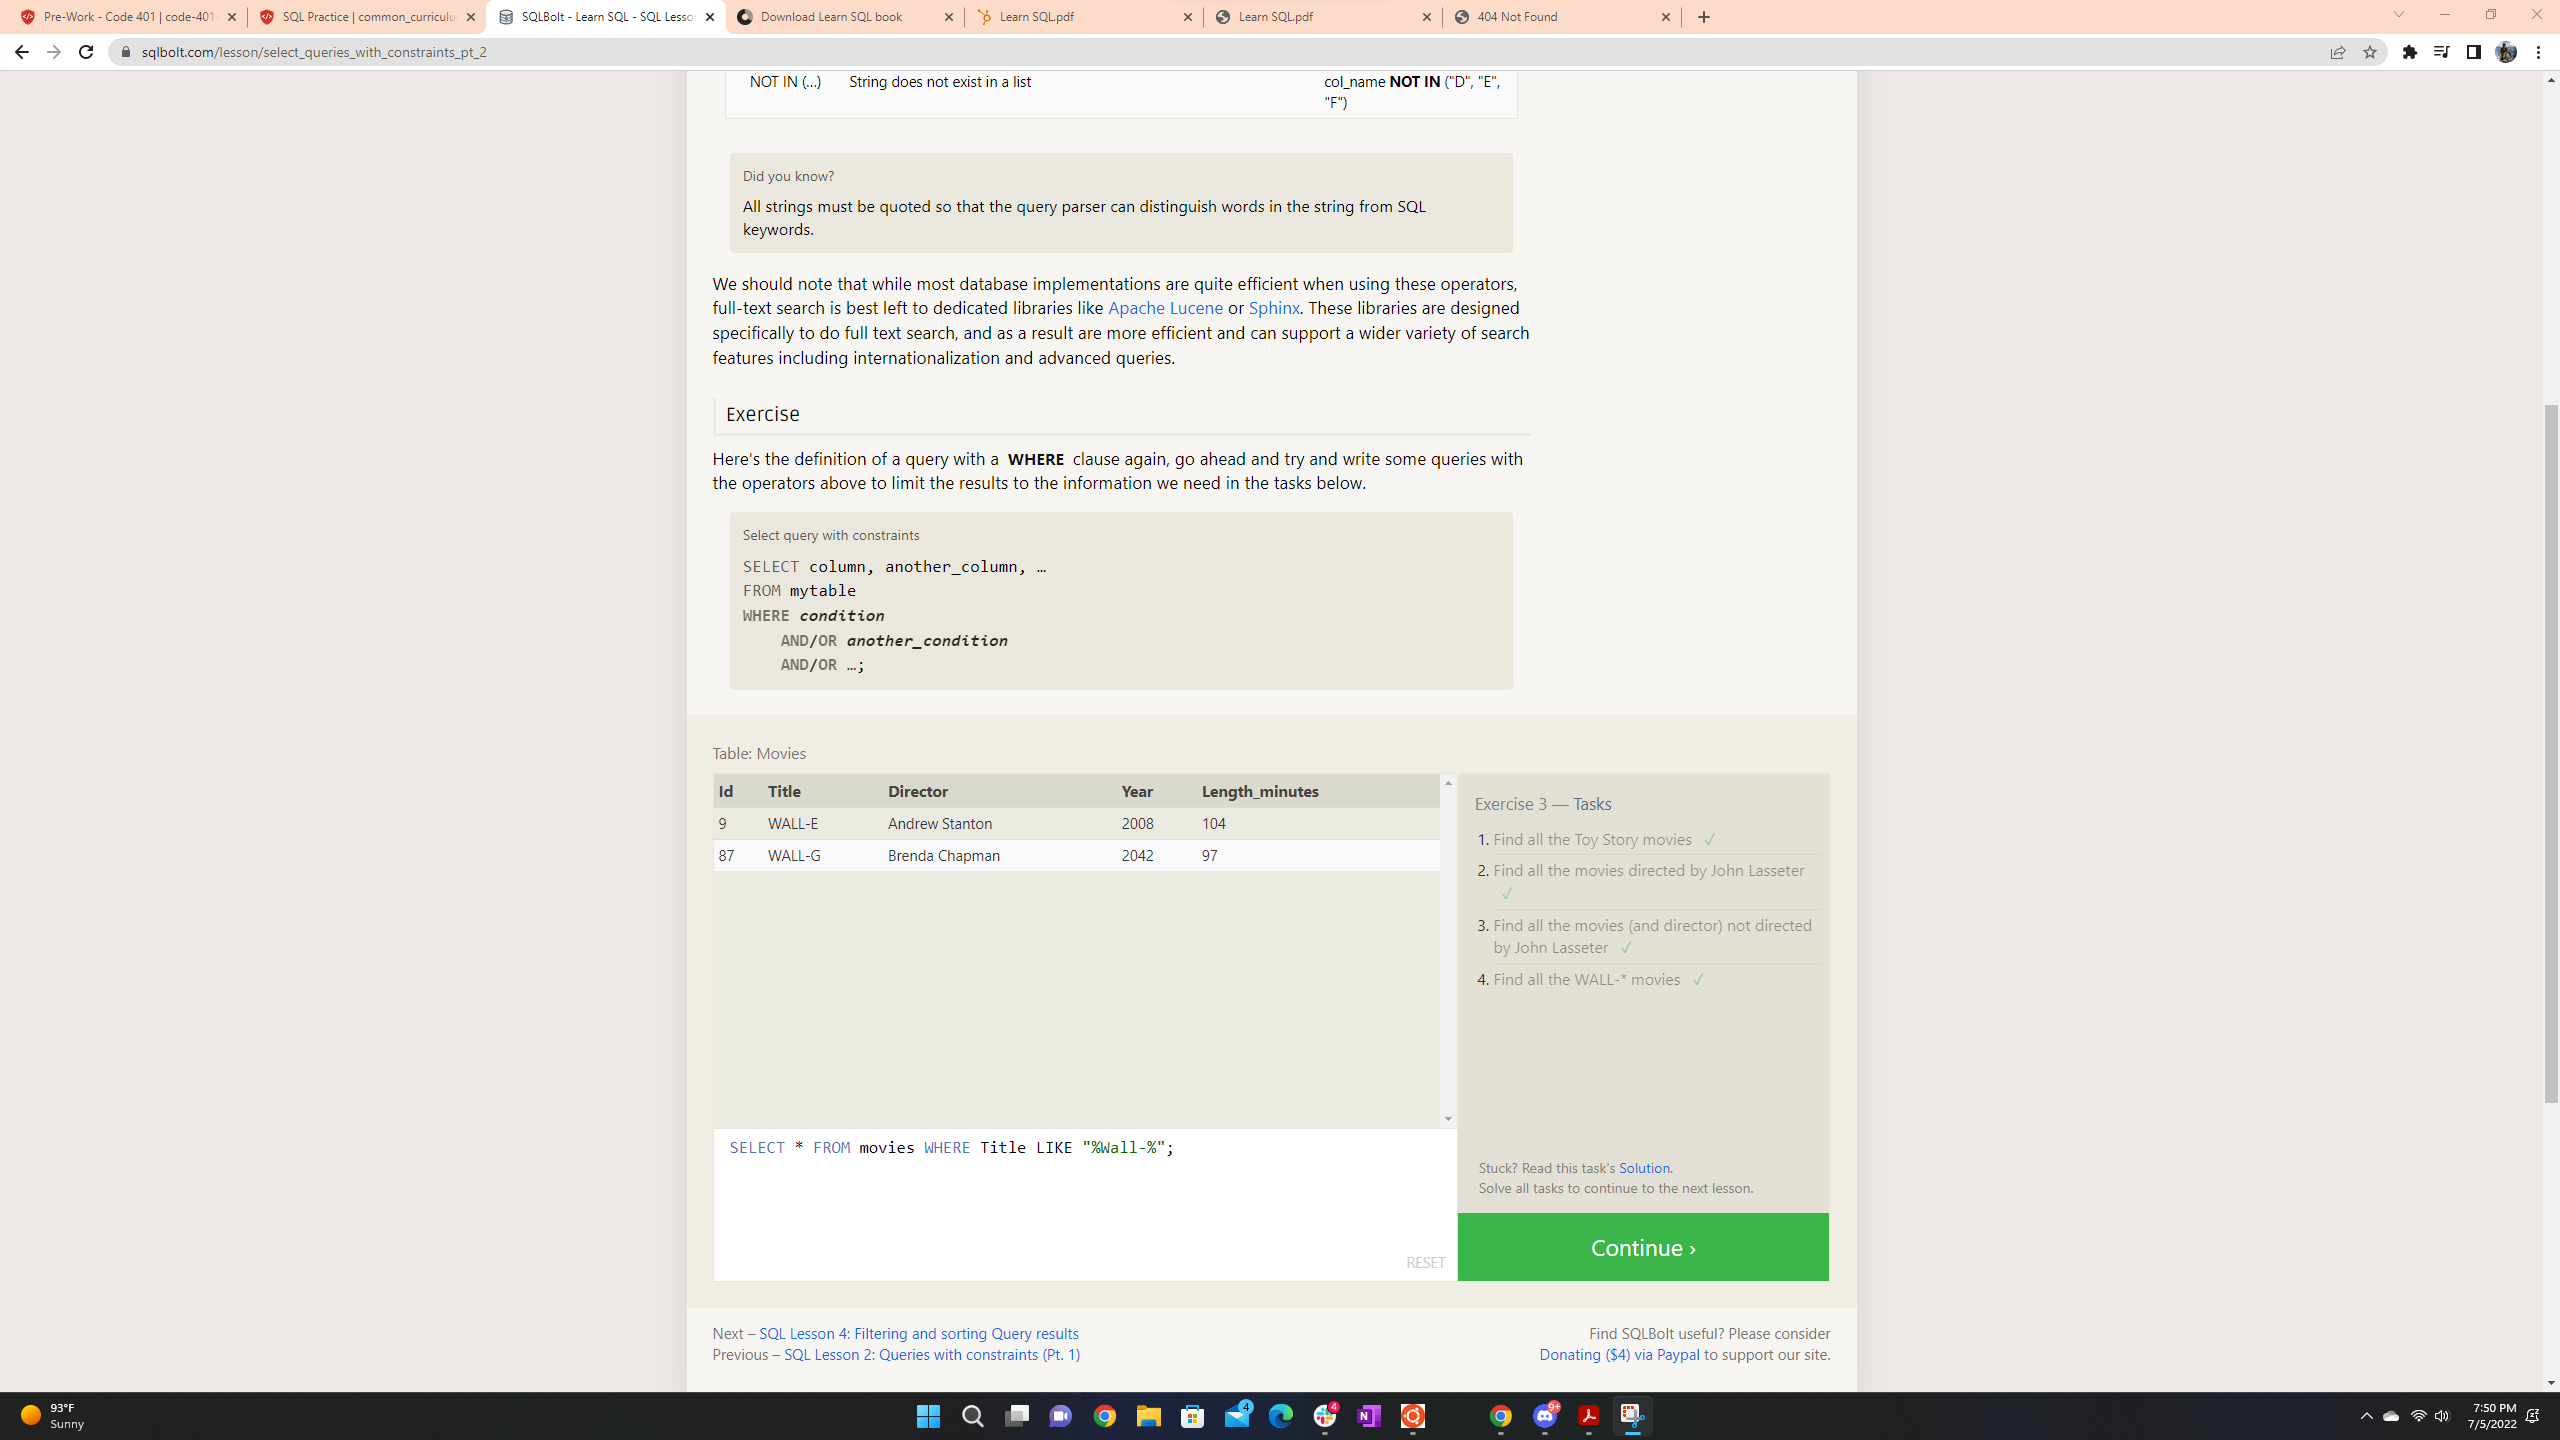 Pre-Work - Code 401 | code-401-
SQL Practice | common_curriculu
SQLBolt - Learn SQL - SQL Lesso
Download Learn SQL book
Learn SQL.pdf
Learn SQL.pdf
404 Not Found
sqlbolt.com/lesson/select_queries_with_constraints_pt_2
NOT IN (…) String does not exist in a list col_name NOT IN ("D", "E",
"F")
Did you know?
All strings must be quoted so that the query parser can distinguish words in the string from SQL
keywords.
We should note that while most database implementations are quite efficient when using these operators,
full-text search is best left to dedicated libraries like Apache Lucene or Sphinx. These libraries are designed
specifically to do full text search, and as a result are more efficient and can support a wider variety of search
features including internationalization and advanced queries.
Exercise
Here's the definition of a query with a WHERE clause again, go ahead and try and write some queries with
the operators above to limit the results to the information we need in the tasks below.
Select query with constraints
SELECT column, another_column, …
FROM mytable
WHERE condition
AND/OR another_condition
AND/OR …;
Table: Movies
Id Title Director Year Length_minutes
9 WALL-E Andrew Stanton 2008 104
87 WALL-G Brenda Chapman 2042 97
SELECT * FROM movies WHERE Title LIKE "%Wall-%";
RESET
Exercise 3 — Tasks
1. Find all the Toy Story movies ✓
2. Find all the movies directed by John Lasseter
✓
3. Find all the movies (and director) not directed
by John Lasseter ✓
4. Find all the WALL-* movies ✓
Stuck? Read this task's Solution.
Solve all tasks to continue to the next lesson.
Continue ›
Next – SQL Lesson 4: Filtering and sorting Query results
Previous – SQL Lesson 2: Queries with constraints (Pt. 1)
Find SQLBolt useful? Please consider
Donating ($4) via Paypal to support our site.
93°F
Sunny
4
4
N
9+
7:50 PM
7/5/2022